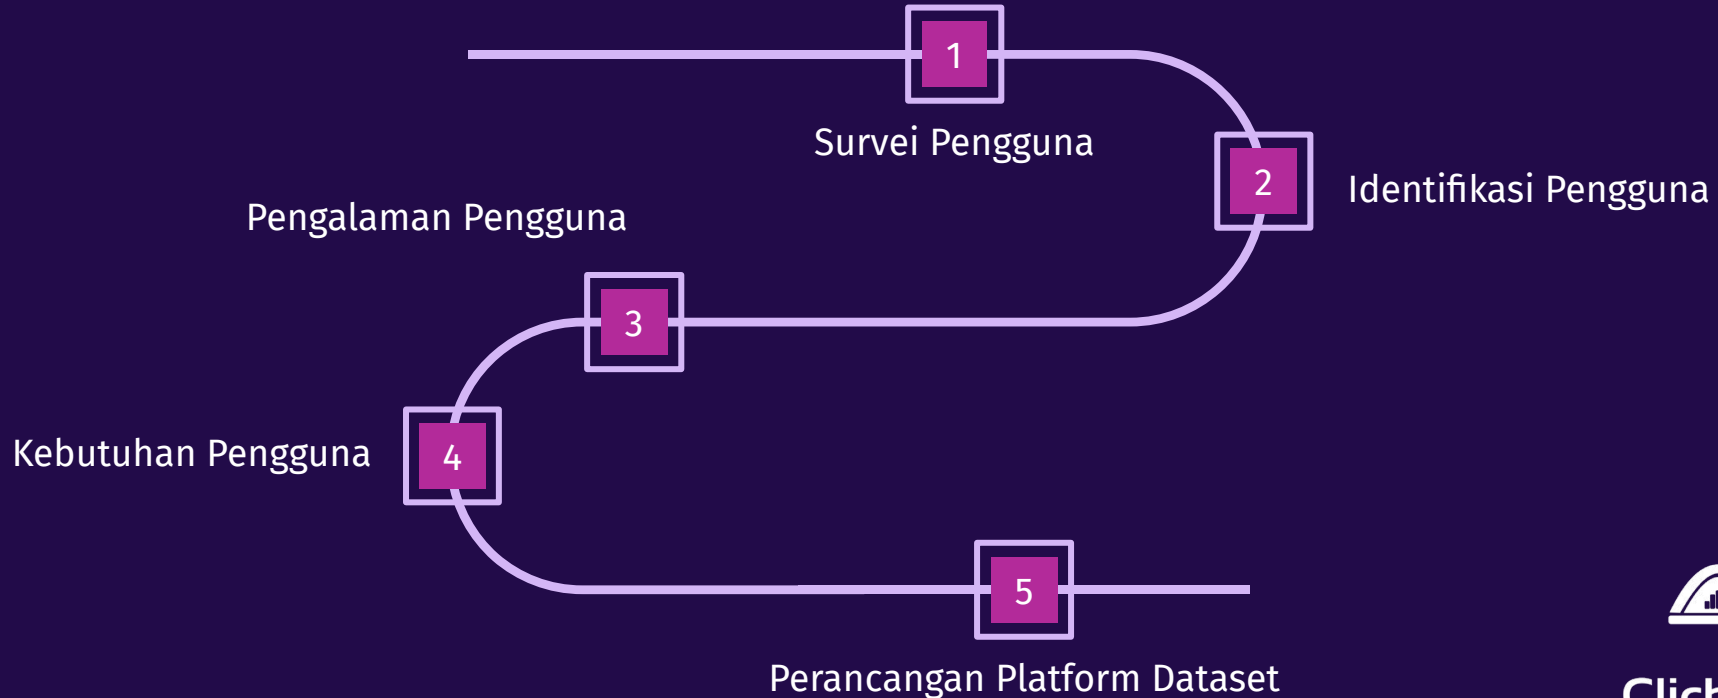 1
Survei Pengguna
2
Identifikasi Pengguna
Pengalaman Pengguna
3
4
Kebutuhan Pengguna
5
Perancangan Platform Dataset